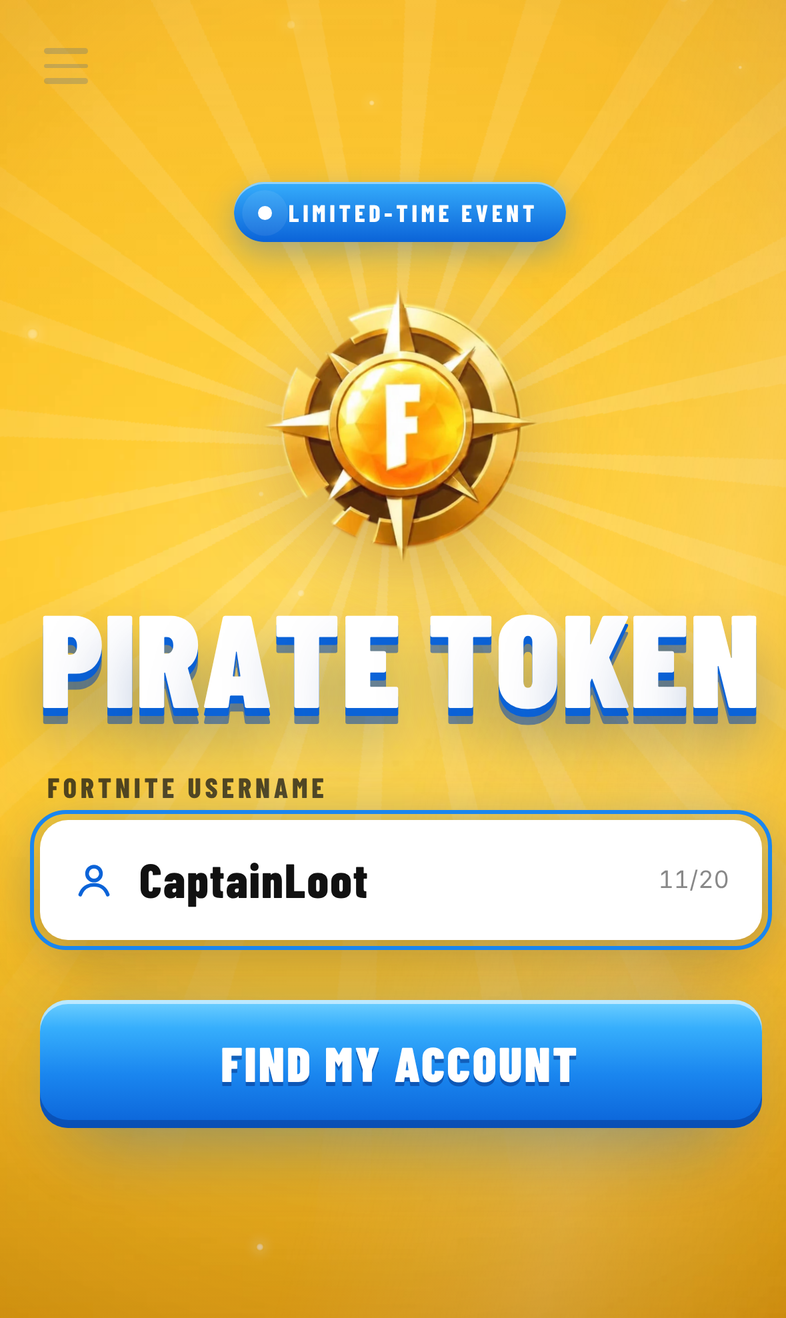 LIMITED-TIME EVENT
F
PIRATE TOKEN
FORTNITE USERNAME
CaptainLoot
11/20
FIND MY ACCOUNT